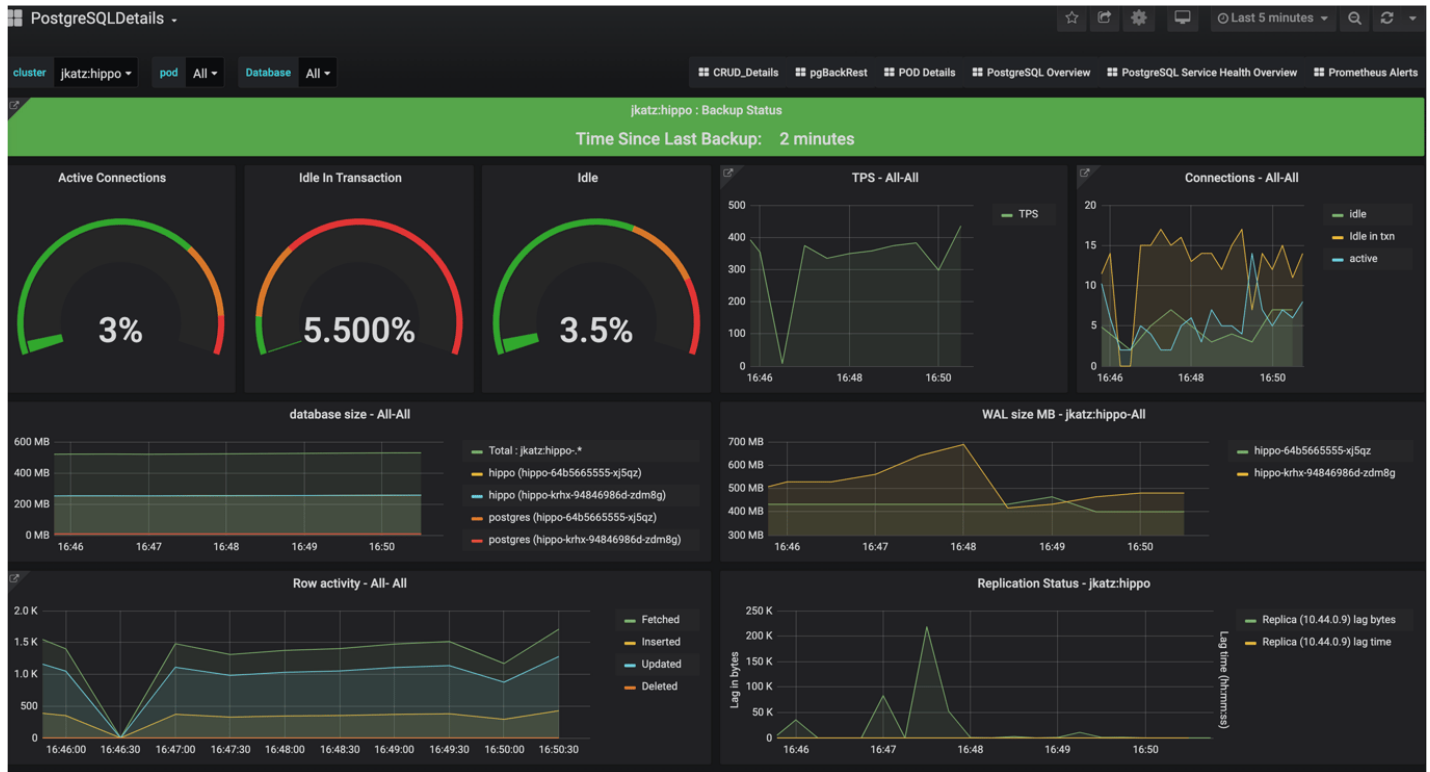 PostgreSQLDetails
Last 5 minutes
cluster jkatz:hippo pod All Database All
CRUD_Details pgBackRest POD Details PostgreSQL Overview PostgreSQL Service Health Overview Prometheus Alerts
jkatz:hippo : Backup Status
Time Since Last Backup: 2 minutes
Active Connections
3%
Idle In Transaction
5.500%
Idle
3.5%
TPS - All-All
500
400
300
200
100
0
16:46 16:48 16:50
TPS
Connections - All-All
20
15
10
5
0
16:46 16:48 16:50
idle
Idle in txn
active
database size - All-All
600 MB
400 MB
200 MB
0 MB
16:46 16:47 16:48 16:49 16:50
Total : jkatz:hippo-.*
hippo (hippo-64b5665555-xj5qz)
hippo (hippo-krhx-94846986d-zdm8g)
postgres (hippo-64b5665555-xj5qz)
postgres (hippo-krhx-94846986d-zdm8g)
WAL size MB - jkatz:hippo-All
700 MB
600 MB
500 MB
400 MB
300 MB
16:46 16:47 16:48 16:49 16:50
hippo-64b5665555-xj5qz
hippo-krhx-94846986d-zdm8g
Row activity - All- All
2.0 K
1.5 K
1.0 K
500
0
16:46:00 16:46:30 16:47:00 16:47:30 16:48:00 16:48:30 16:49:00 16:49:30 16:50:00 16:50:30
Fetched
Inserted
Updated
Deleted
Replication Status - jkatz:hippo
Lag in bytes
250 K
200 K
150 K
100 K
50 K
0
16:46 16:47 16:48 16:49 16:50
Lag time (hh:mm:ss)
Replica (10.44.0.9) lag bytes
Replica (10.44.0.9) lag time